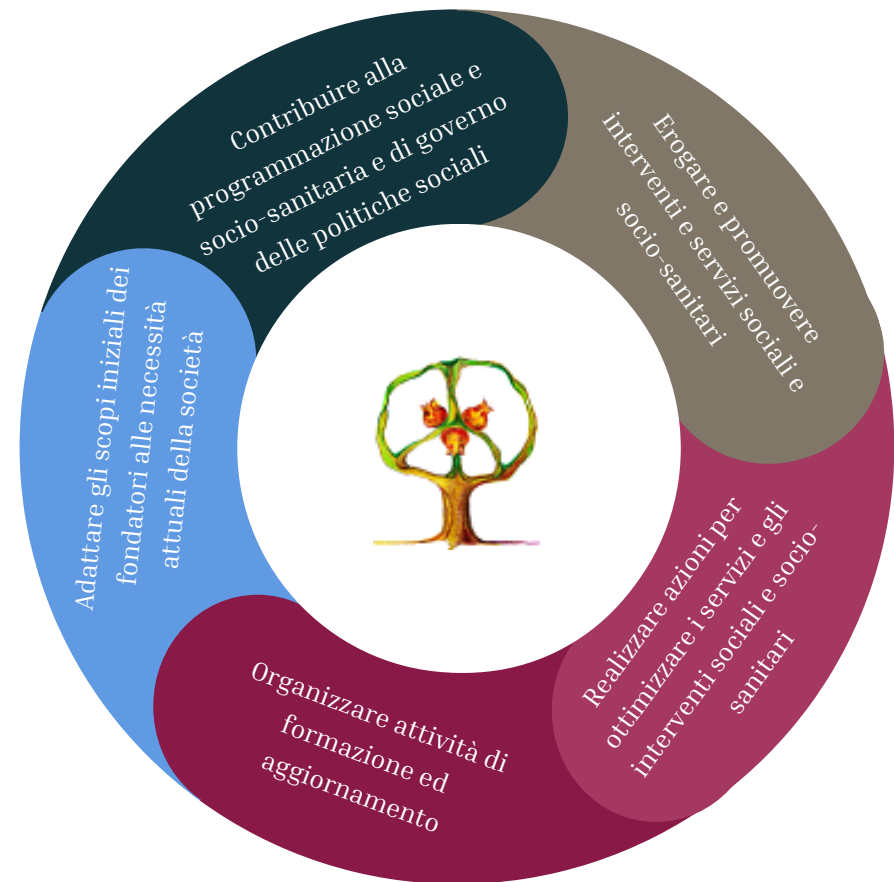 Contribuire alla
programmazione sociale e
socio-sanitaria e di governo
delle politiche sociali
Erogare e promuovere
interventi e servizi sociali e
socio-sanitari
Realizzare azioni per
ottimizzare i servizi e gli
interventi sociali e socio-
sanitari
Organizzare attività di
formazione ed
aggiornamento
Adattare gli scopi iniziali dei
fondatori alle necessità
attuali della società